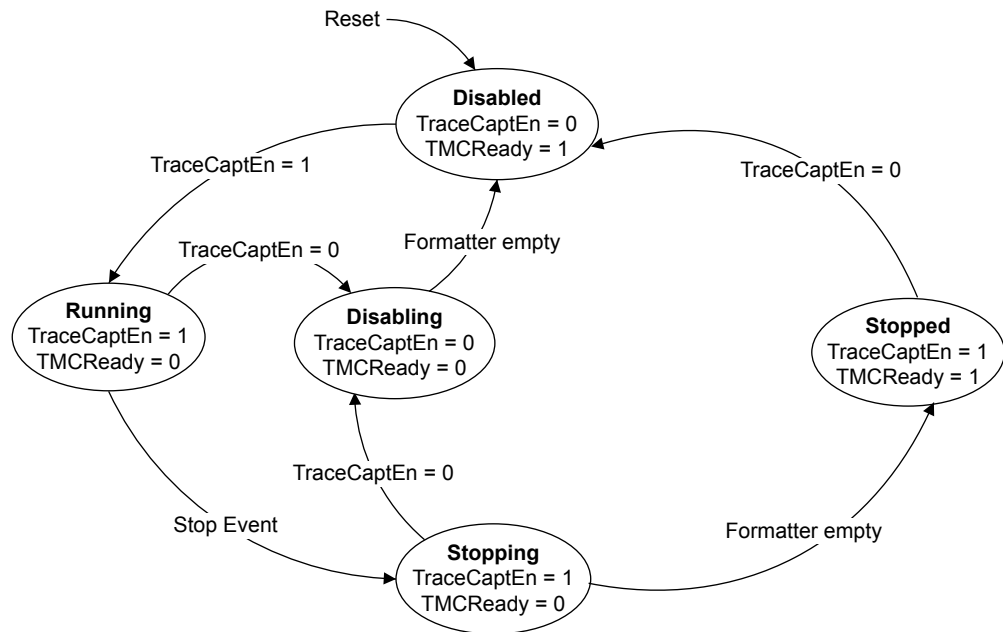 Reset
Disabled
TraceCaptEn = 0
TMCReady = 1
TraceCaptEn = 1
TraceCaptEn = 0
TraceCaptEn = 0
Formatter empty
Running
TraceCaptEn = 1
TMCReady = 0
Disabling
TraceCaptEn = 0
TMCReady = 0
Stopped
TraceCaptEn = 1
TMCReady = 1
TraceCaptEn = 0
Stop Event
Formatter empty
Stopping
TraceCaptEn = 1
TMCReady = 0